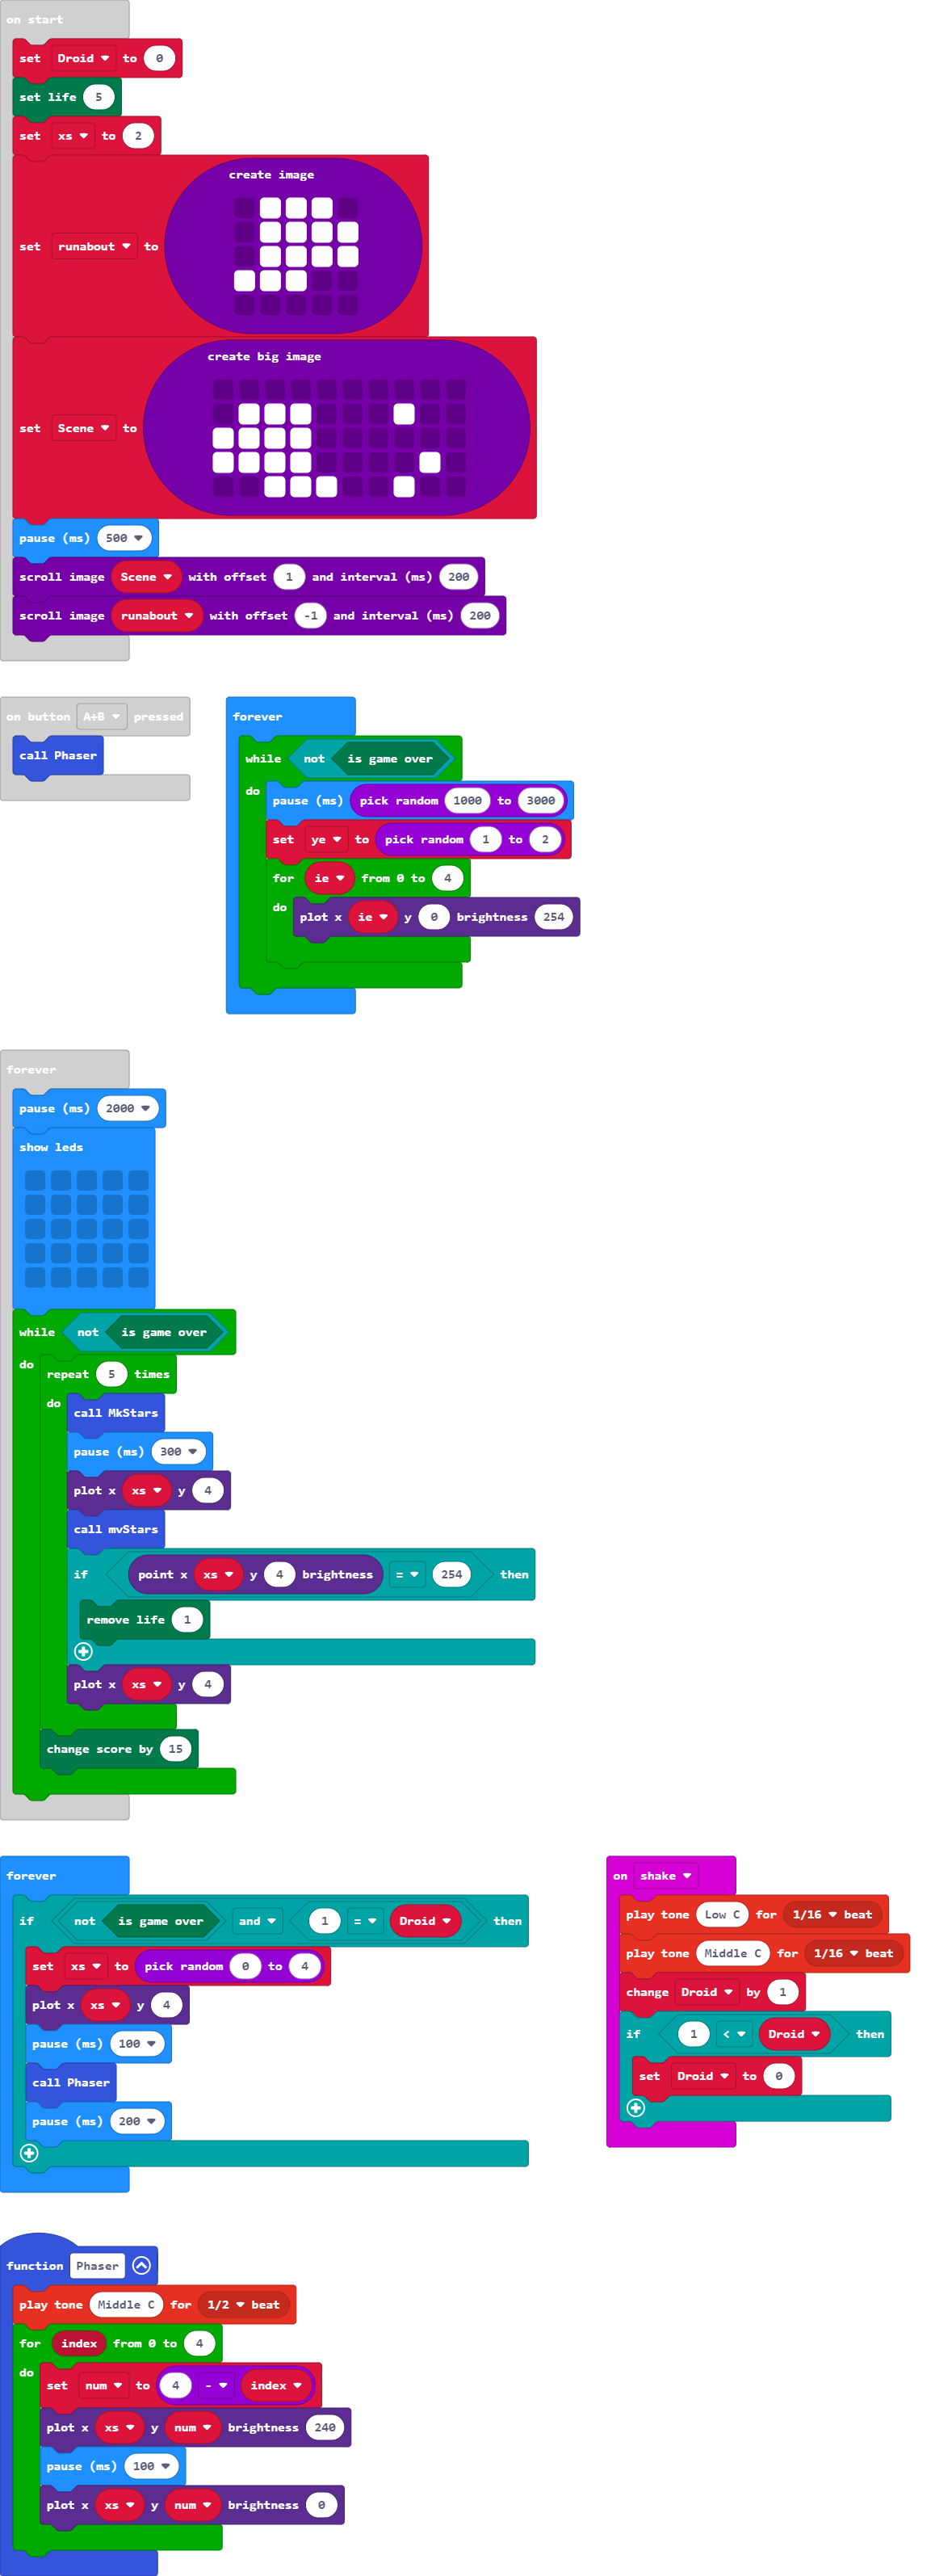 on start
set Droid to 0
set life 5
set xs to 2
create image
set runabout to
create big image
set Scene to
pause (ms) 500
scroll image Scene with offset 1 and interval (ms) 200
scroll image runabout with offset -1 and interval (ms) 200
on button A+B pressed
call Phaser
forever
while not is game over
do
pause (ms) pick random 1000 to 3000
set ye to pick random 1 to 2
for ie from 0 to 4
do
plot x ie y 0 brightness 254
forever
pause (ms) 2000
show leds
while not is game over
do
repeat 5 times
do
call MkStars
pause (ms) 300
plot x xs y 4
call mvStars
if point x xs y 4 brightness = 254 then
remove life 1
plot x xs y 4
change score by 15
forever
if not is game over and 1 = Droid then
set xs to pick random 0 to 4
plot x xs y 4
pause (ms) 100
call Phaser
pause (ms) 200
on shake
play tone Low C for 1/16 beat
play tone Middle C for 1/16 beat
change Droid by 1
if 1 < Droid then
set Droid to 0
function Phaser
play tone Middle C for 1/2 beat
for index from 0 to 4
do
set num to 4 - index
plot x xs y num brightness 240
pause (ms) 100
plot x xs y num brightness 0